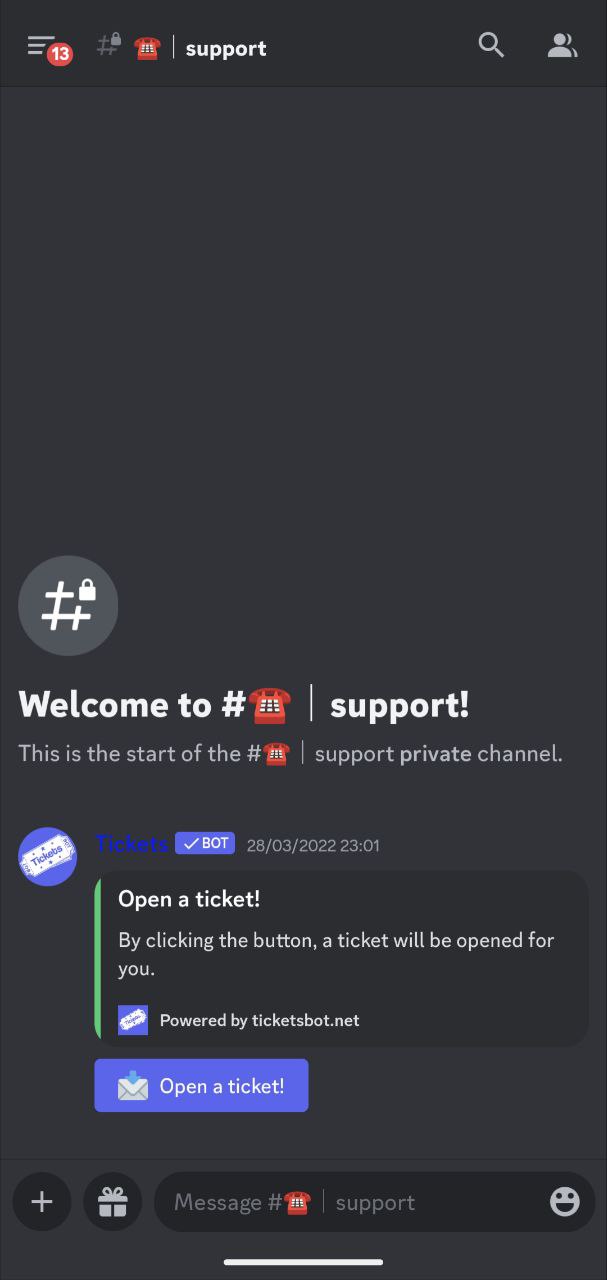 13 #☎️│support
Welcome to #☎️│support!
This is the start of the #☎️│support private channel.
Tickets BOT 28/03/2022 23:01
Open a ticket!
By clicking the button, a ticket will be opened for
you.
Powered by ticketsbot.net
Open a ticket!
Message #☎️│support